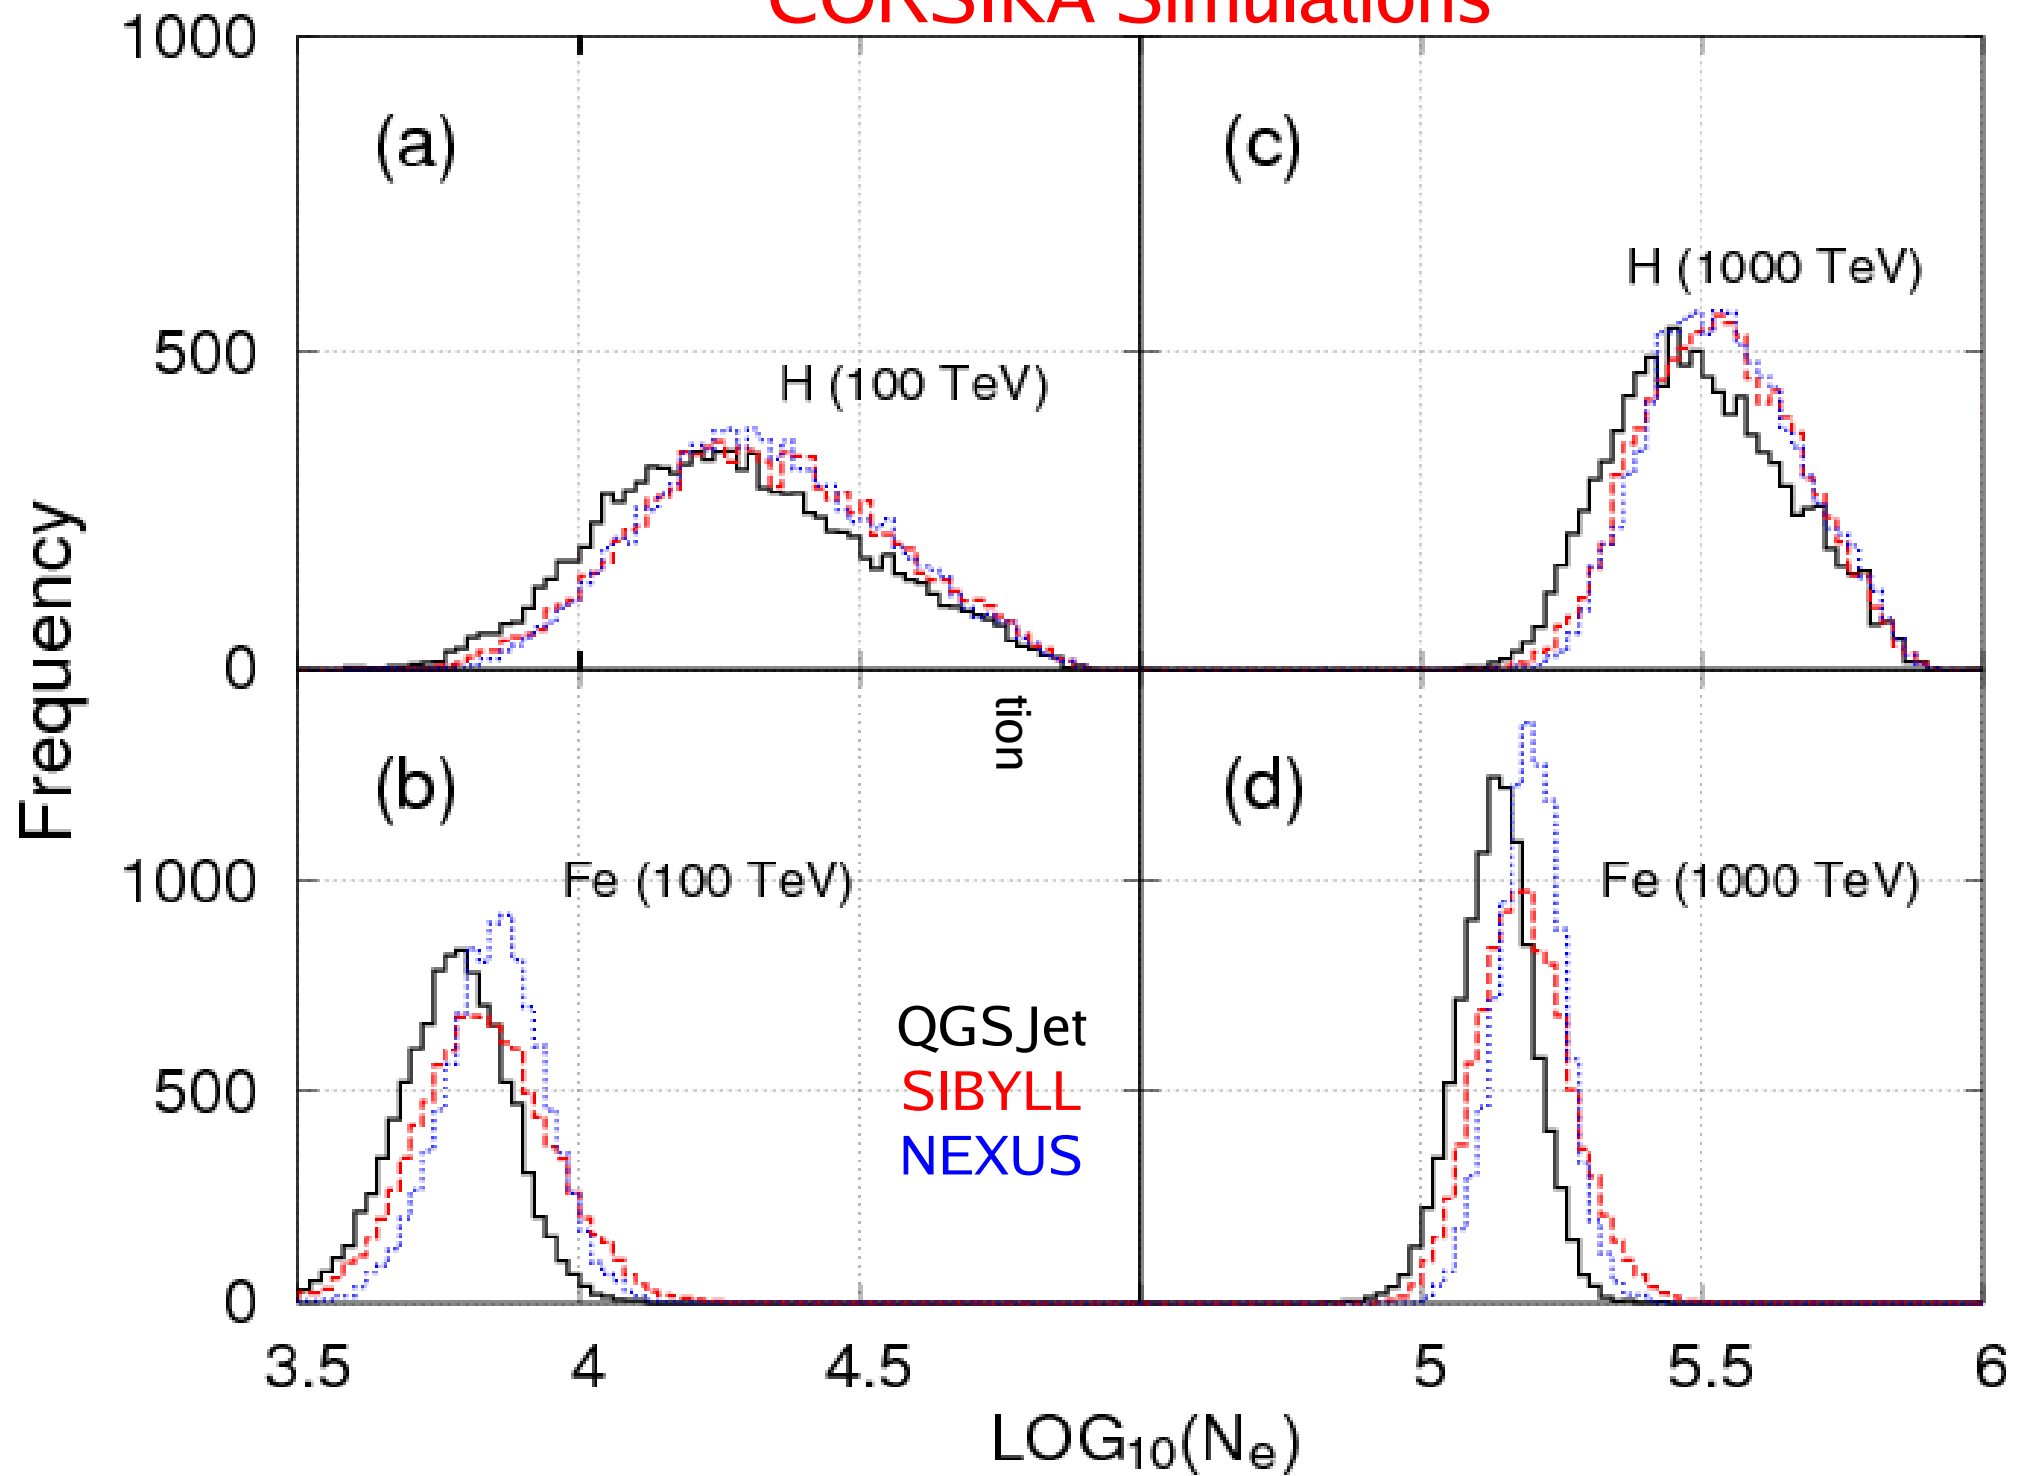 CORSIKA Simulations
1000
(a)
(c)
H (1000 TeV)
500
H (100 TeV)
Frequency
0
tion
(b)
(d)
1000
Fe (100 TeV)
Fe (1000 TeV)
QGSJet
500
SIBYLL
NEXUS
0
3.5 4 4.5 5 5.5 6
LOG₁₀(Nₑ)